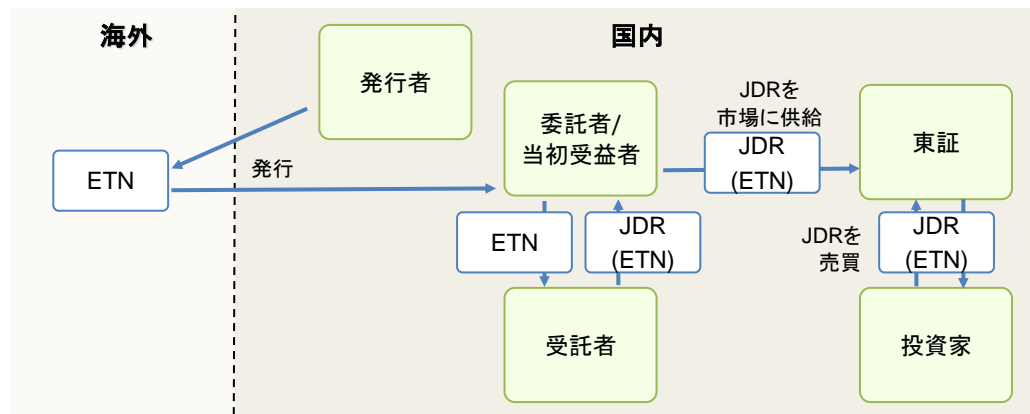 海外
国内
発行者
JDRを
市場に供給
委託者/
当初受益者
JDR
(ETN)
東証
ETN
発行
ETN
JDR
(ETN)
JDRを
売買
JDR
(ETN)
受託者
投資家